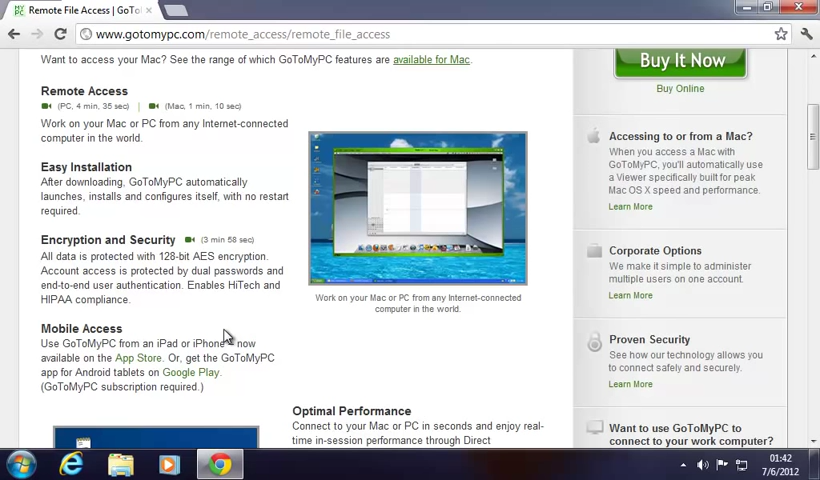 MY
PC
Remote File Access | GoTo
www.gotomypc.com/remote_access/remote_file_access
Want to access your Mac? See the range of which GoToMyPC features are available for Mac.
Remote Access
(PC, 4 min, 35 sec) | (Mac, 1 min, 10 sec)
Work on your Mac or PC from any Internet-connected
computer in the world.
Easy Installation
After downloading, GoToMyPC automatically
launches, installs and configures itself, with no restart
required.
Encryption and Security (3 min 58 sec)
All data is protected with 128-bit AES encryption.
Account access is protected by dual passwords and
end-to-end user authentication. Enables HiTech and
HIPAA compliance.
Mobile Access
Use GoToMyPC from an iPad or iPhone – now
available on the App Store. Or, get the GoToMyPC
app for Android tablets on Google Play.
(GoToMyPC subscription required.)
Work on your Mac or PC from any Internet-connected
computer in the world.
Optimal Performance
Connect to your Mac or PC in seconds and enjoy real-
time in-session performance through Direct
Buy It Now
Buy Online
Accessing to or from a Mac?
When you access a Mac with
GoToMyPC, you'll automatically use
a Viewer specifically built for peak
Mac OS X speed and performance.
Learn More
Corporate Options
We make it simple to administer
multiple users on one account.
Learn More
Proven Security
See how our technology allows you
to connect safely and securely.
Learn More
Want to use GoToMyPC to
connect to your work computer?
01:42
7/6/2012